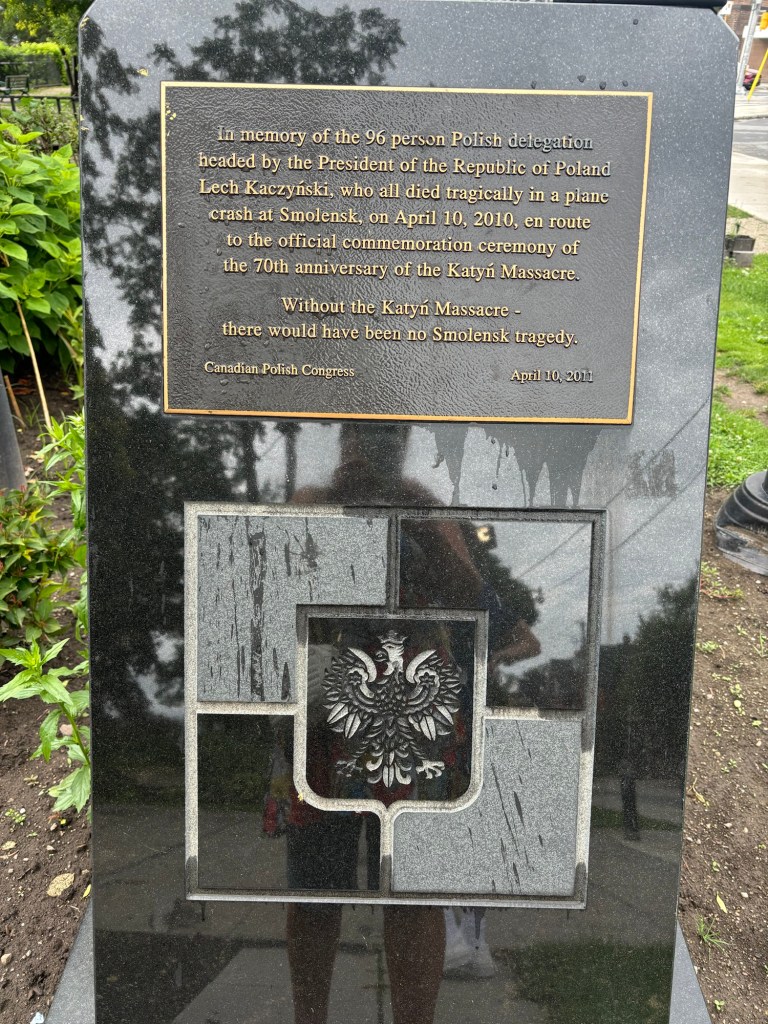 In memory of the 96 person Polish delegation
headed by the President of the Republic of Poland
Lech Kaczyński, who all died tragically in a plane
crash at Smolensk, on April 10, 2010, en route
to the official commemoration ceremony of
the 70th anniversary of the Katyń Massacre.
Without the Katyń Massacre -
there would have been no Smolensk tragedy.
Canadian Polish Congress April 10, 2011